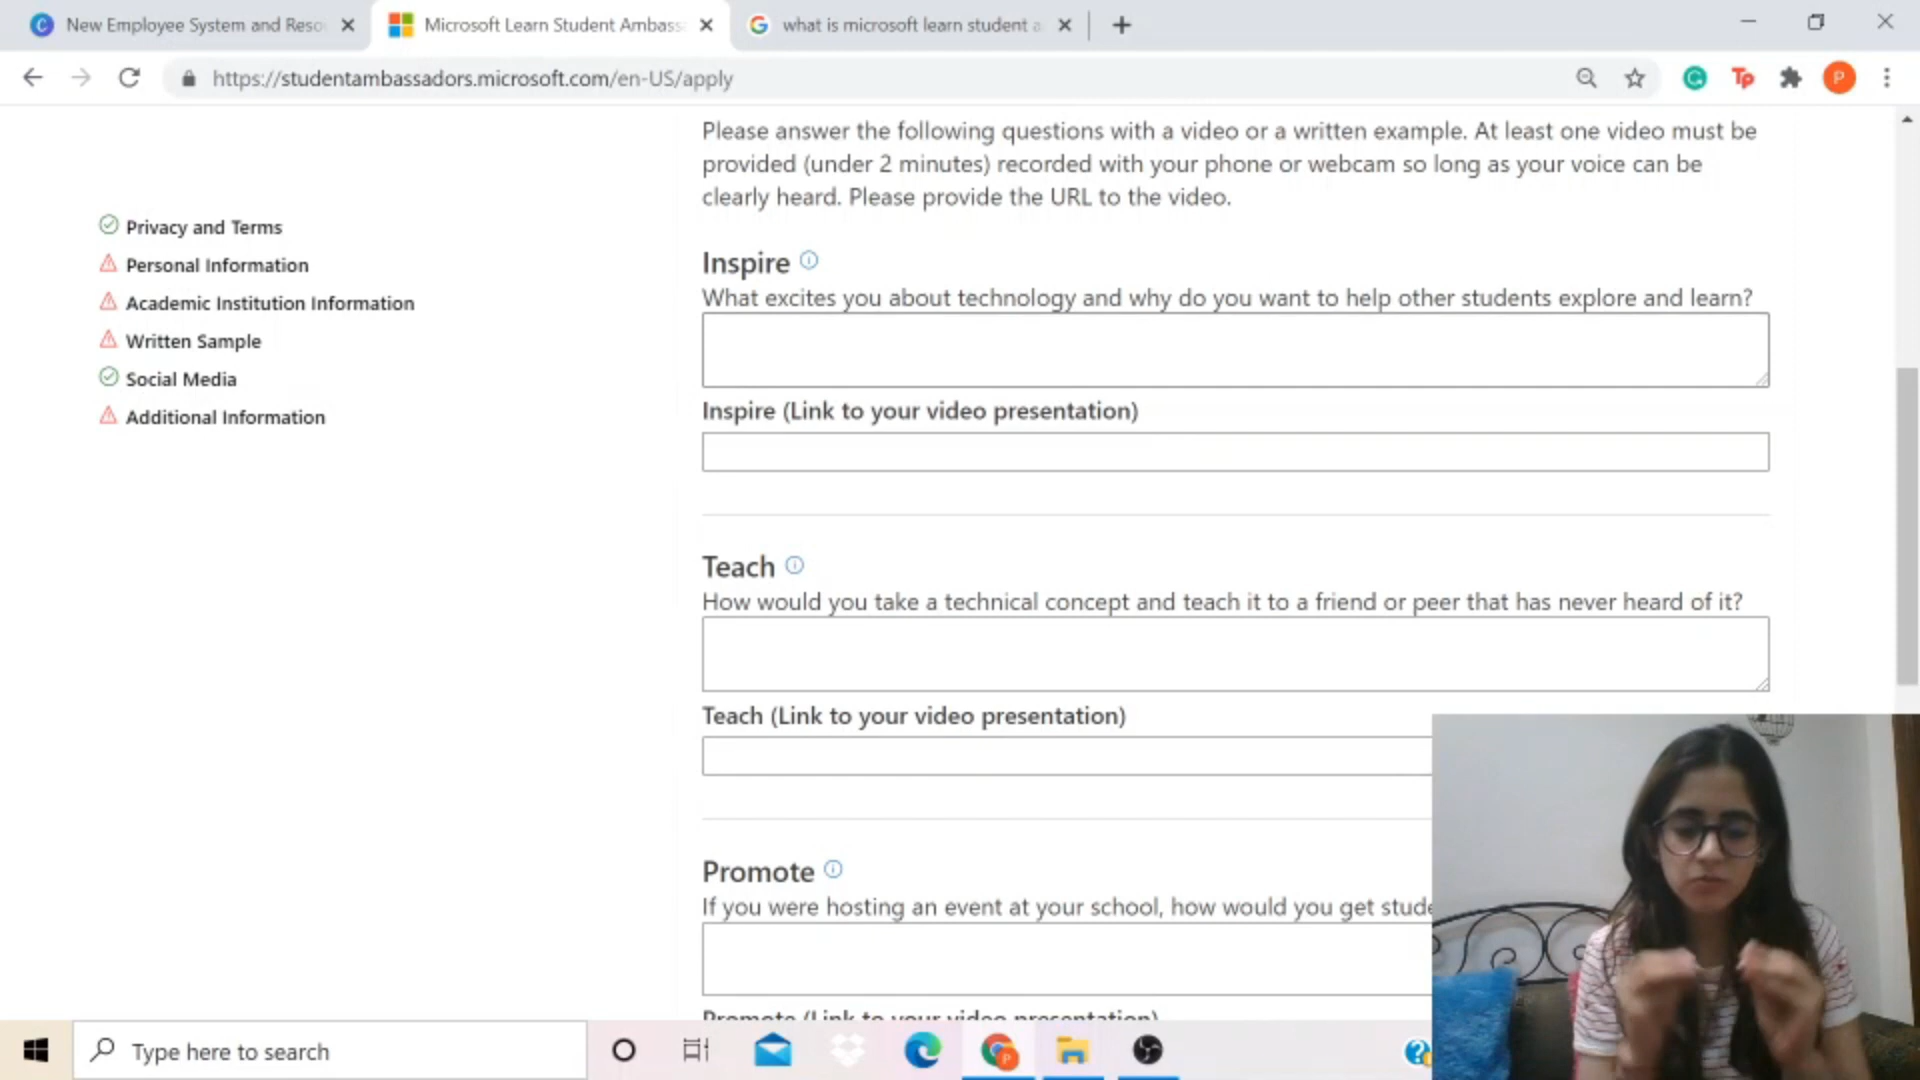 New Employee System and Reso
Microsoft Learn Student Ambass
what is microsoft learn student a
https://studentambassadors.microsoft.com/en-US/apply
P
Please answer the following questions with a video or a written example. At least one video must be
provided (under 2 minutes) recorded with your phone or webcam so long as your voice can be
clearly heard. Please provide the URL to the video.
Privacy and Terms
Personal Information
Academic Institution Information
Written Sample
Social Media
Additional Information
Inspire
What excites you about technology and why do you want to help other students explore and learn?
Inspire (Link to your video presentation)
Teach
How would you take a technical concept and teach it to a friend or peer that has never heard of it?
Teach (Link to your video presentation)
Promote
If you were hosting an event at your school, how would you get stude
Promote (Link to your video presentation)
Type here to search